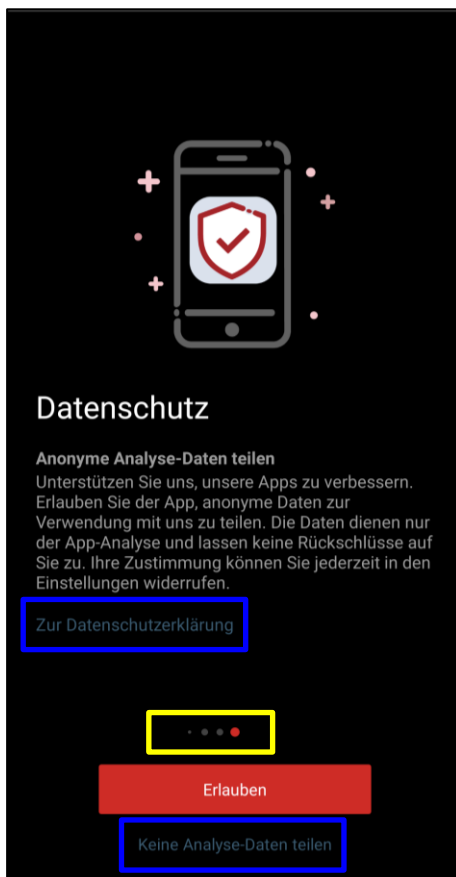 Datenschutz
Anonyme Analyse-Daten teilen
Unterstützen Sie uns, unsere Apps zu verbessern.
Erlauben Sie der App, anonyme Daten zur
Verwendung mit uns zu teilen. Die Daten dienen nur
der App-Analyse und lassen keine Rückschlüsse auf
Sie zu. Ihre Zustimmung können Sie jederzeit in den
Einstellungen widerrufen.
Zur Datenschutzerklärung
Erlauben
Keine Analyse-Daten teilen